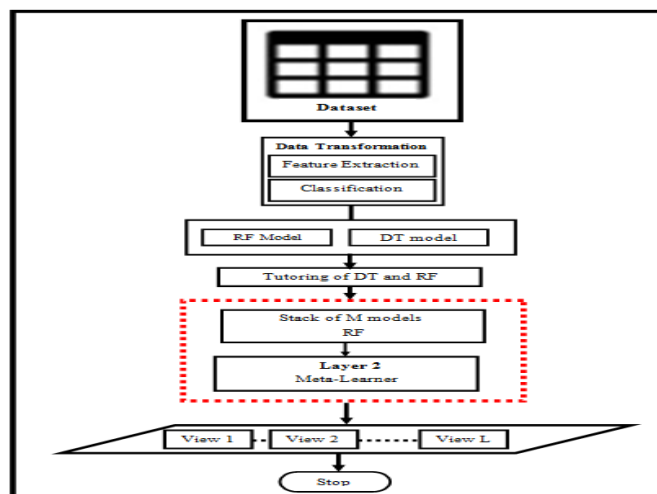 Dataset
Data Transformation
Feature Extraction
Classification
RF Model
DT model
Tutoring of DT and RF
Stack of M models
RF
Layer 2
Meta-Learner
View 1
View 2
View L
Stop